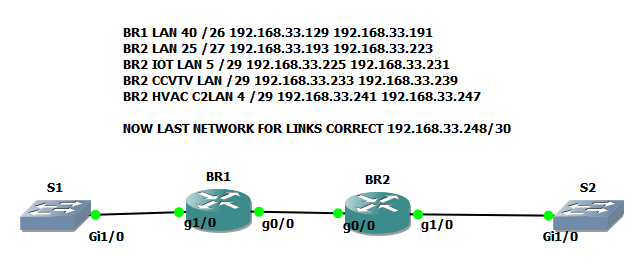 BR1 LAN 40 /26 192.168.33.129 192.168.33.191
BR2 LAN 25 /27 192.168.33.193 192.168.33.223
BR2 IOT LAN 5 /29 192.168.33.225 192.168.33.231
BR2 CCVTV LAN /29 192.168.33.233 192.168.33.239
BR2 HVAC C2LAN 4 /29 192.168.33.241 192.168.33.247
NOW LAST NETWORK FOR LINKS CORRECT 192.168.33.248/30
S1
BR1
BR2
S2
Gi1/0
g1/0
g0/0
g0/0
g1/0
Gi1/0